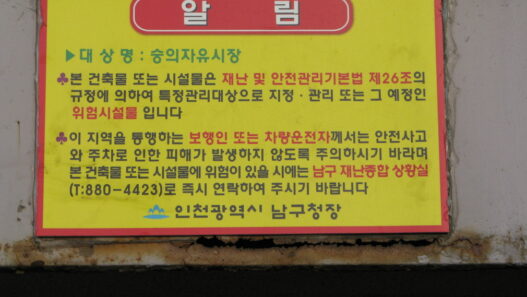 알 림
▶대 상 명 : 숭의자유시장
♣본 건축물 또는 시설물은 재난 및 안전관리기본법 제26조의
규정에 의하여 특정관리대상으로 지정·관리 또는 그 예정인
위험시설물 입니다
♣이 지역을 통행하는 보행인 또는 차량운전자께서는 안전사고
와 주차로 인한 피해가 발생하지 않도록 주의하시기 바라며
본 건축물 또는 시설물에 위험이 있을 시에는 남구 재난종합 상황실
(T:880-4423)로 즉시 연락하여 주시기 바랍니다
인천광역시 남구청장